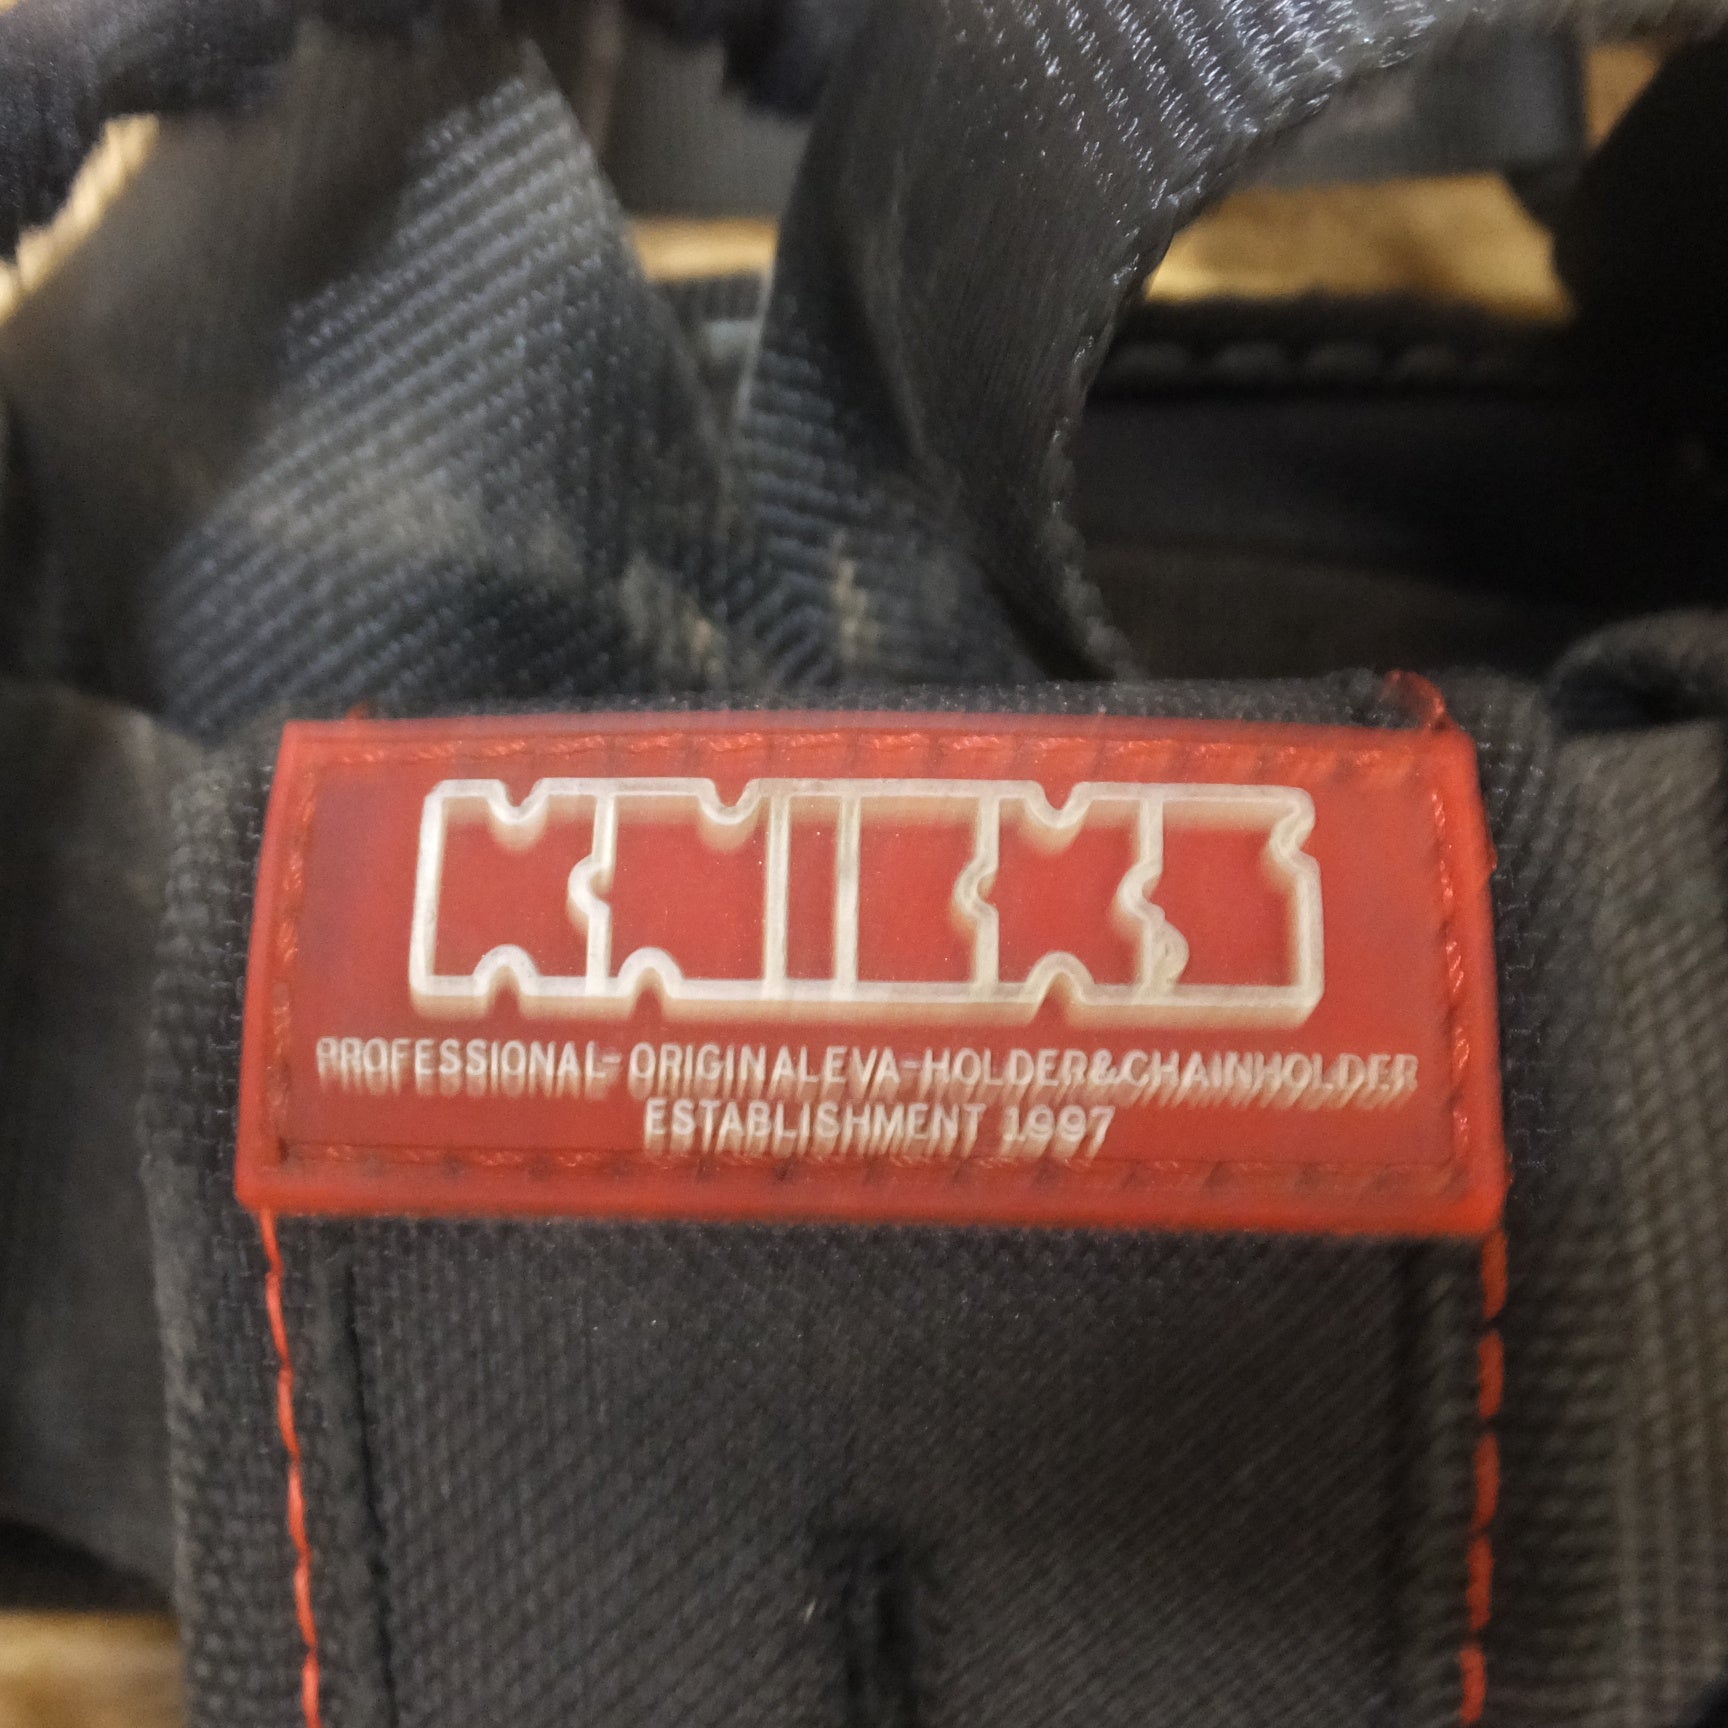 KNICKS
PROFESSIONAL-ORIGINALEVA-HOLDER&CHAINHOLDER
ESTABLISHMENT 1997